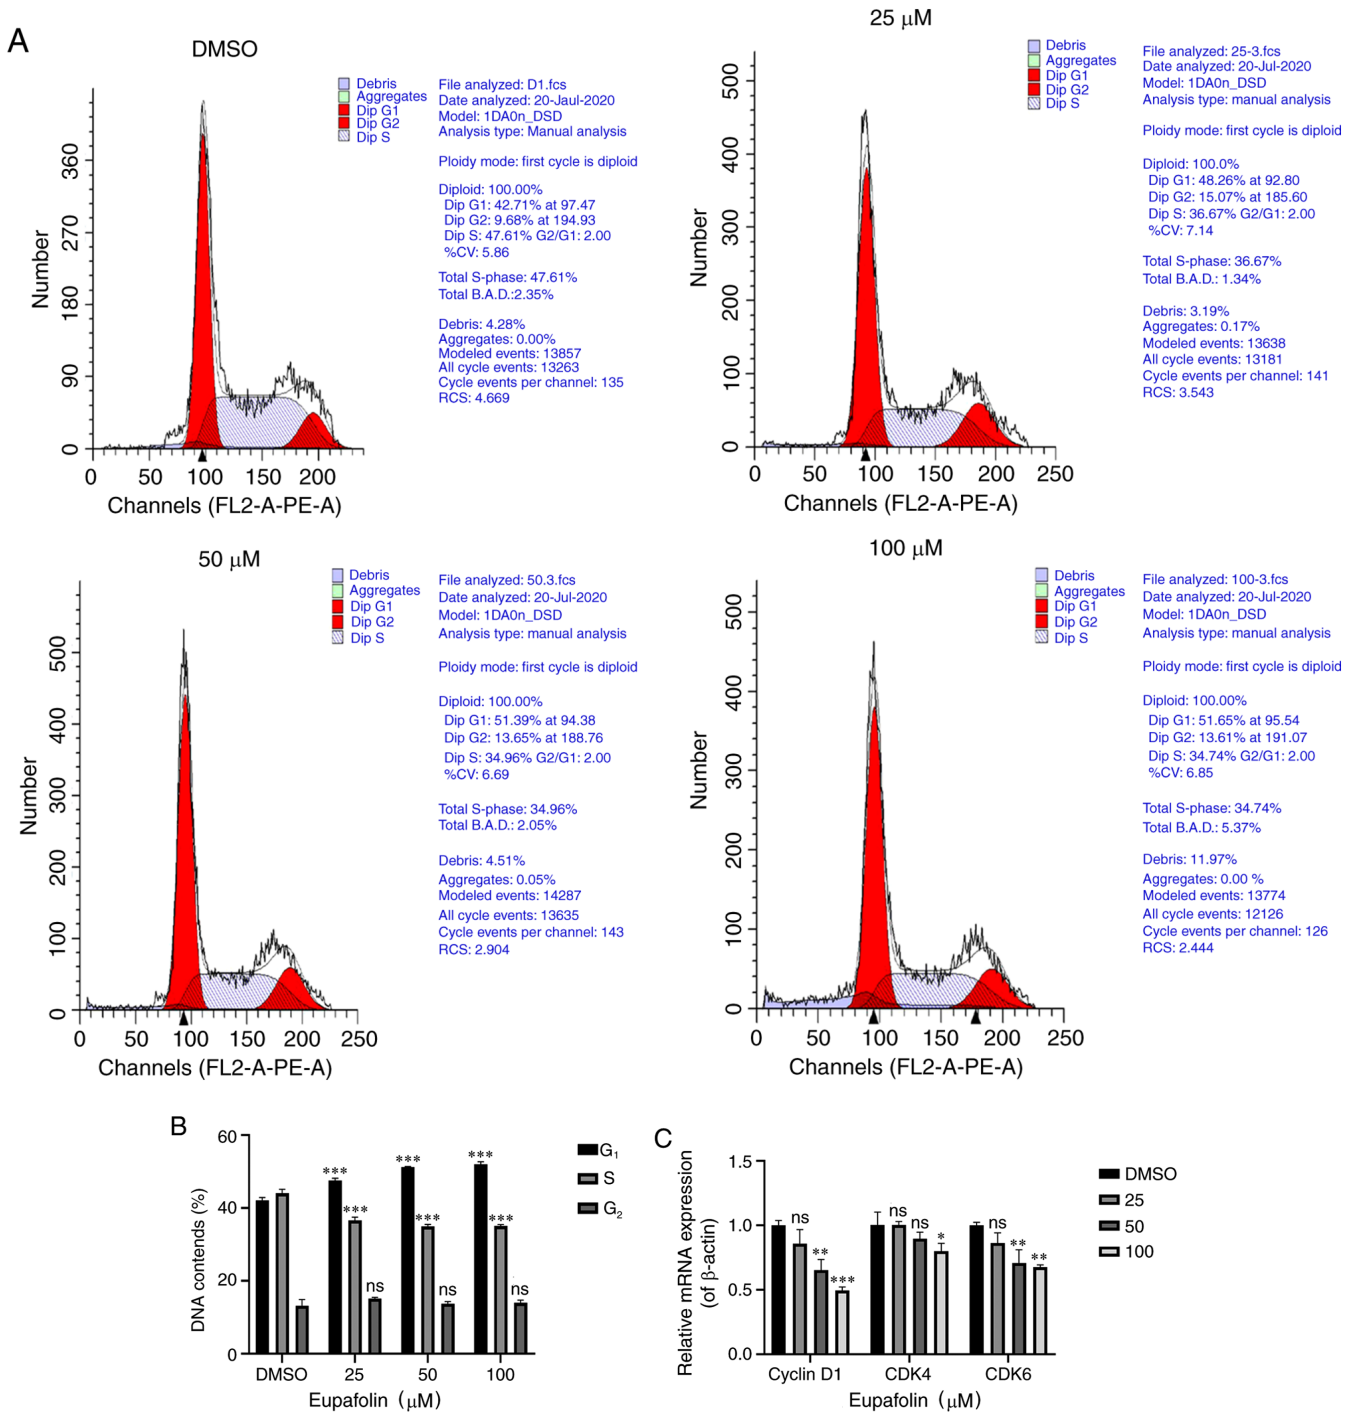 A
DMSO
Debris
Aggregates
Dip G1
Dip G2
Dip S
File analyzed: D1.fcs
Date analyzed: 20-Jaul-2020
Model: 1DA0n_DSD
Analysis type: Manual analysis
Ploidy mode: first cycle is diploid
Diploid: 100.00%
Dip G1: 42.71% at 97.47
Dip G2: 9.68% at 194.93
Dip S: 47.61% G2/G1: 2.00
%CV: 5.86
Total S-phase: 47.61%
Total B.A.D.:2.35%
Debris: 4.28%
Aggregates: 0.00%
Modeled events: 13857
All cycle events: 13263
Cycle events per channel: 135
RCS: 4.669
Number
360
270
180
90
0
0 50 100 150 200
Channels (FL2-A-PE-A)
25 µM
Debris
Aggregates
Dip G1
Dip G2
Dip S
File analyzed: 25-3.fcs
Date analyzed: 20-Jul-2020
Model: 1DA0n_DSD
Analysis type: manual analysis
Ploidy mode: first cycle is diploid
Diploid: 100.0%
Dip G1: 48.26% at 92.80
Dip G2: 15.07% at 185.60
Dip S: 36.67% G2/G1: 2.00
%CV: 7.14
Total S-phase: 36.67%
Total B.A.D.: 1.34%
Debris: 3.19%
Aggregates: 0.17%
Modeled events: 13638
All cycle events: 13181
Cycle events per channel: 141
RCS: 3.543
Number
500
400
300
200
100
0
0 50 100 150 200 250
Channels (FL2-A-PE-A)
50 µM
Debris
Aggregates
Dip G1
Dip G2
Dip S
File analyzed: 50.3.fcs
Date analyzed: 20-Jul-2020
Model: 1DA0n_DSD
Analysis type: manual analysis
Ploidy mode: first cycle is diploid
Diploid: 100.00%
Dip G1: 51.39% at 94.38
Dip G2: 13.65% at 188.76
Dip S: 34.96% G2/G1: 2.00
%CV: 6.69
Total S-phase: 34.96%
Total B.A.D.: 2.05%
Debris: 4.51%
Aggregates: 0.05%
Modeled events: 14287
All cycle events: 13635
Cycle events per channel: 143
RCS: 2.904
Number
500
400
300
200
100
0
0 50 100 150 200 250
Channels (FL2-A-PE-A)
100 µM
Debris
Aggregates
Dip G1
Dip G2
Dip S
File analyzed: 100-3.fcs
Date analyzed: 20-Jul-2020
Model: 1DA0n_DSD
Analysis type: manual analysis
Ploidy mode: first cycle is diploid
Diploid: 100.00%
Dip G1: 51.65% at 95.54
Dip G2: 13.61% at 191.07
Dip S: 34.74% G2/G1: 2.00
%CV: 6.85
Total S-phase: 34.74%
Total B.A.D.: 5.37%
Debris: 11.97%
Aggregates: 0.00 %
Modeled events: 13774
All cycle events: 12126
Cycle events per channel: 126
RCS: 2.444
Number
500
400
300
200
100
0
0 50 100 150 200 250
Channels (FL2-A-PE-A)
B
DNA contends (%)
60
40
20
0
*** *** ***
*** *** ***
ns ns ns
G₁
S
G₂
DMSO 25 50 100
Eupafolin (µM)
C
Relative mRNA expression
(of β-actin)
1.5
1.0
0.5
0.0
ns ** ***
ns ns *
ns ** **
DMSO
25
50
100
Cyclin D1 CDK4 CDK6
Eupafolin (µM)